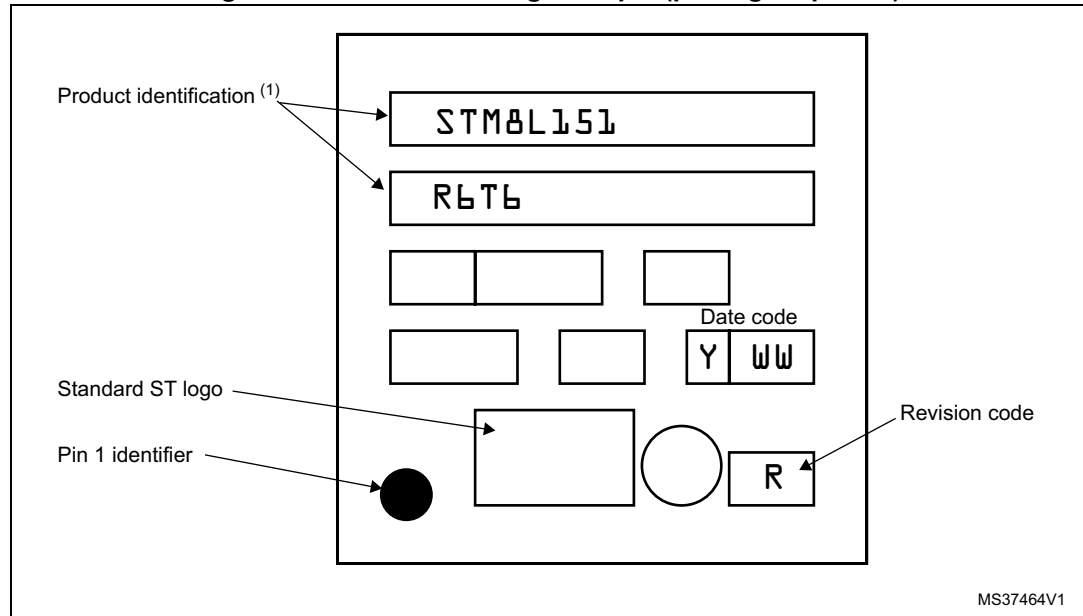 Product identification (1)
STM8L151
R6T6
Date code
Y WW
Standard ST logo
Revision code
Pin 1 identifier
R
MS37464V1